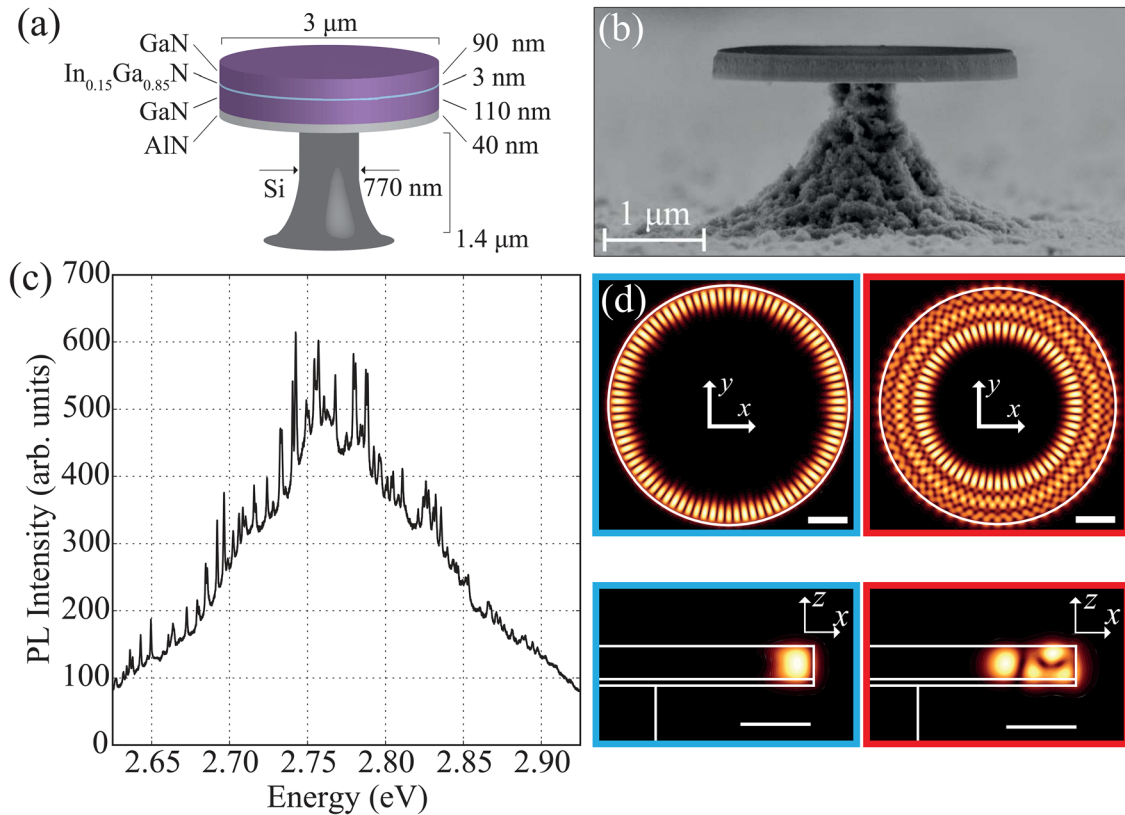 (a)
3 μm
GaN
In0.15Ga0.85N
GaN
AlN
90 nm
3 nm
110 nm
40 nm
Si
770 nm
1.4 μm
(b)
1 μm
(c)
PL Intensity (arb. units)
700
600
500
400
300
200
100
0
2.65
2.70
2.75
2.80
2.85
2.90
Energy (eV)
(d)
y
x
y
x
z
x
z
x